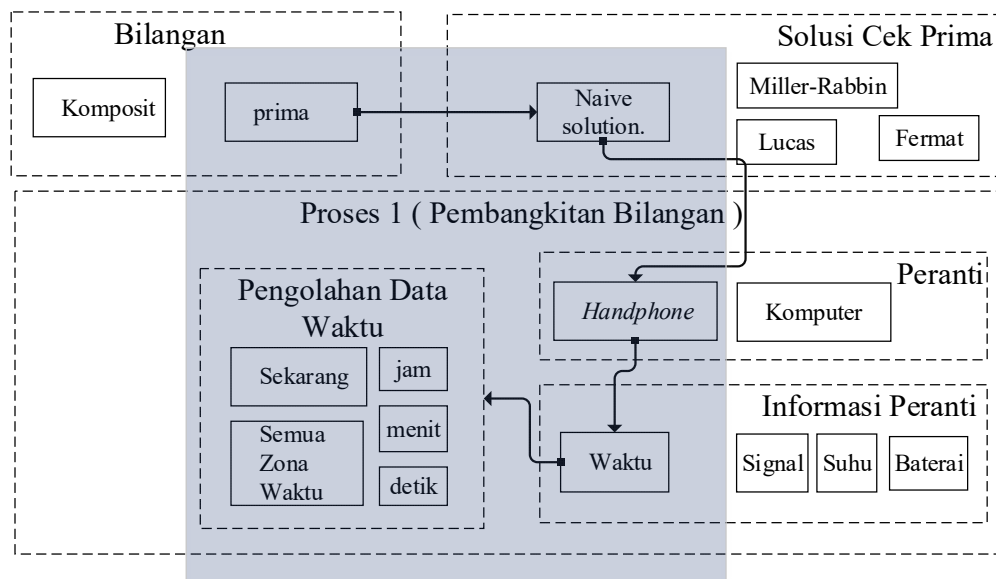 Bilangan
Komposit
prima
Solusi Cek Prima
Naive
solution.
Miller-Rabbin
Lucas
Fermat
Proses 1 ( Pembangkitan Bilangan )
Peranti
Handphone
Komputer
Pengolahan Data
Waktu
Sekarang
jam
Semua
Zona
Waktu
menit
detik
Informasi Peranti
Waktu
Signal
Suhu
Baterai